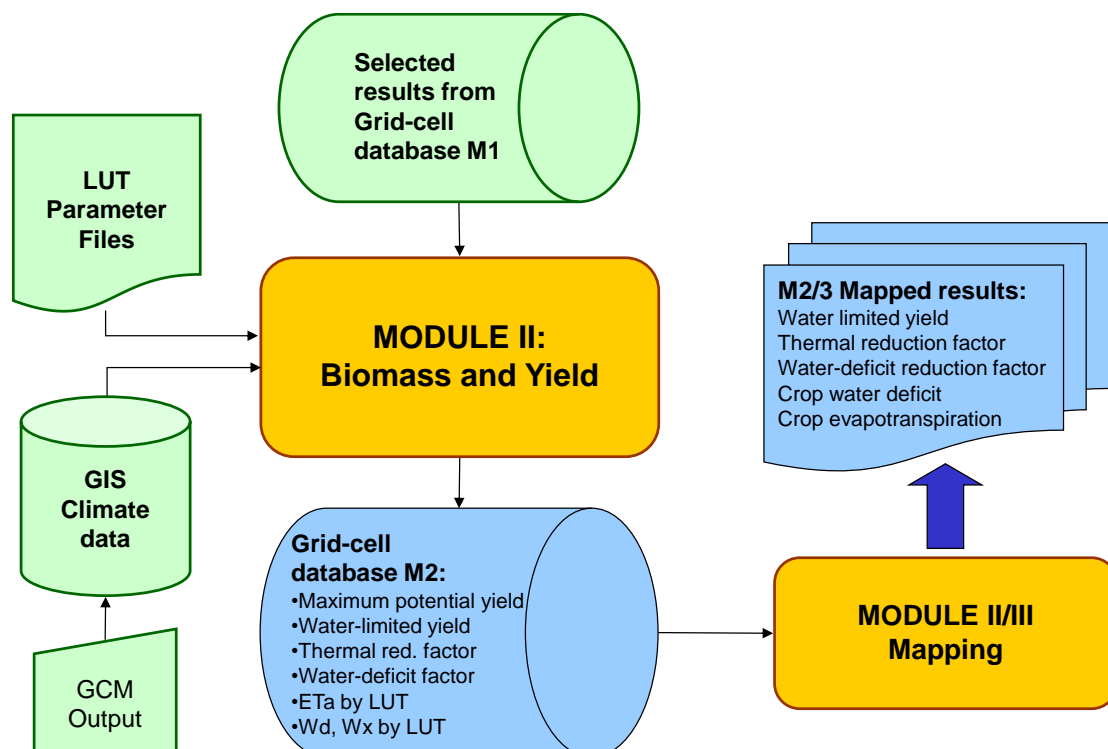 Selected
results from
Grid-cell
database M1
LUT
Parameter
Files
MODULE II:
Biomass and Yield
M2/3 Mapped results:
Water limited yield
Thermal reduction factor
Water-deficit reduction factor
Crop water deficit
Crop evapotranspiration
GIS
Climate
data
Grid-cell
database M2:
•Maximum potential yield
•Water-limited yield
•Thermal red. factor
•Water-deficit factor
•ETa by LUT
•Wd, Wx by LUT
MODULE II/III
Mapping
GCM
Output